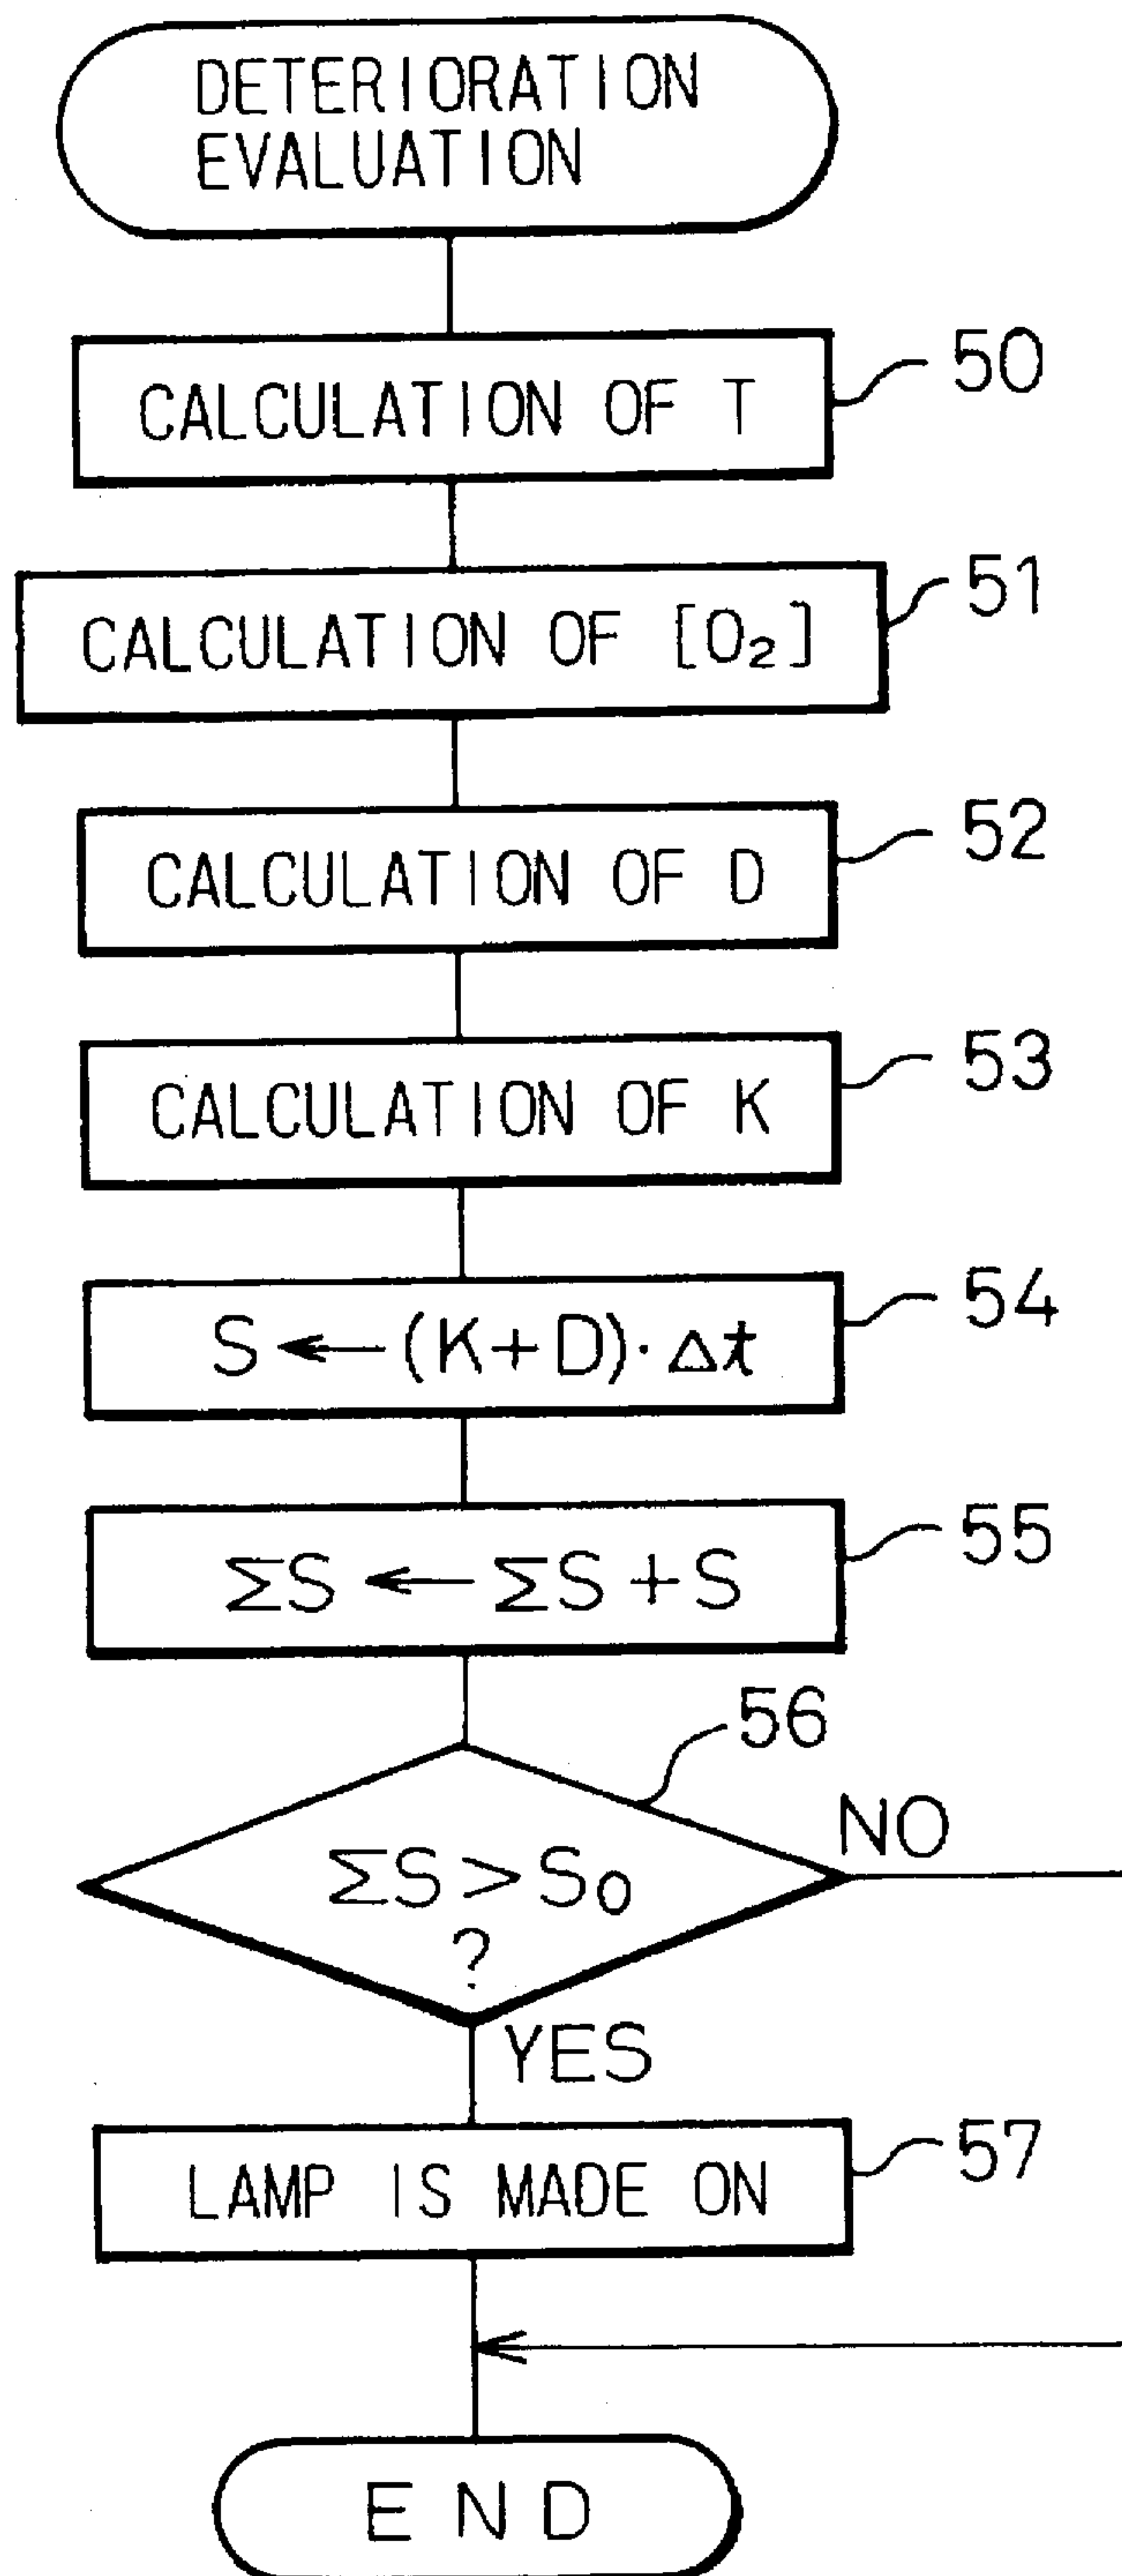 DETERIORATION
EVALUATION
CALCULATION OF T
50
CALCULATION OF [O₂]
51
CALCULATION OF D
52
CALCULATION OF K
53
S ← (K+D)·Δt
54
ΣS ← ΣS + S
55
56
ΣS > S₀
?
NO
YES
LAMP IS MADE ON
57
END